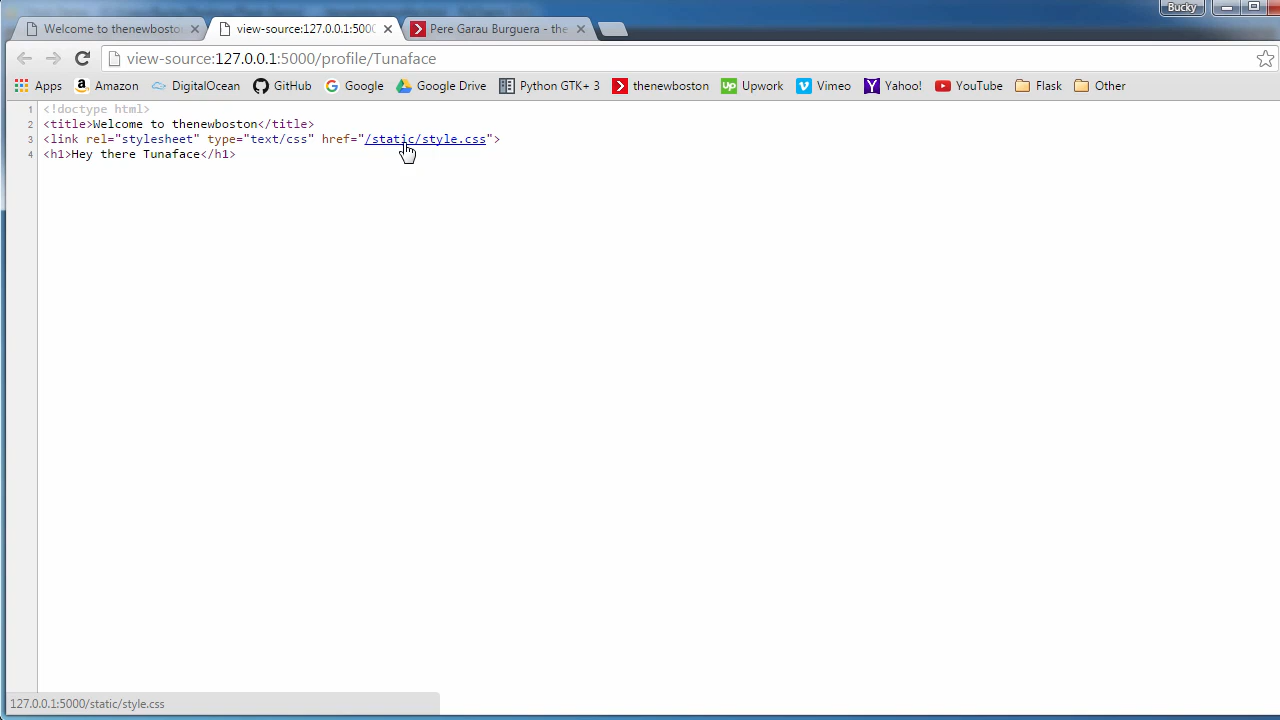 Bucky
Welcome to thenewbosto
view-source:127.0.0.1:500
Pere Garau Burguera - the
view-source:127.0.0.1:5000/profile/Tunaface
Apps Amazon DigitalOcean GitHub Google Google Drive Python GTK+ 3 thenewboston Upwork Vimeo Yahoo! YouTube Flask Other
1 <!doctype html>
2 <title>Welcome to thenewboston</title>
3 <link rel="stylesheet" type="text/css" href="/static/style.css">
4 <h1>Hey there Tunaface</h1>
127.0.0.1:5000/static/style.css